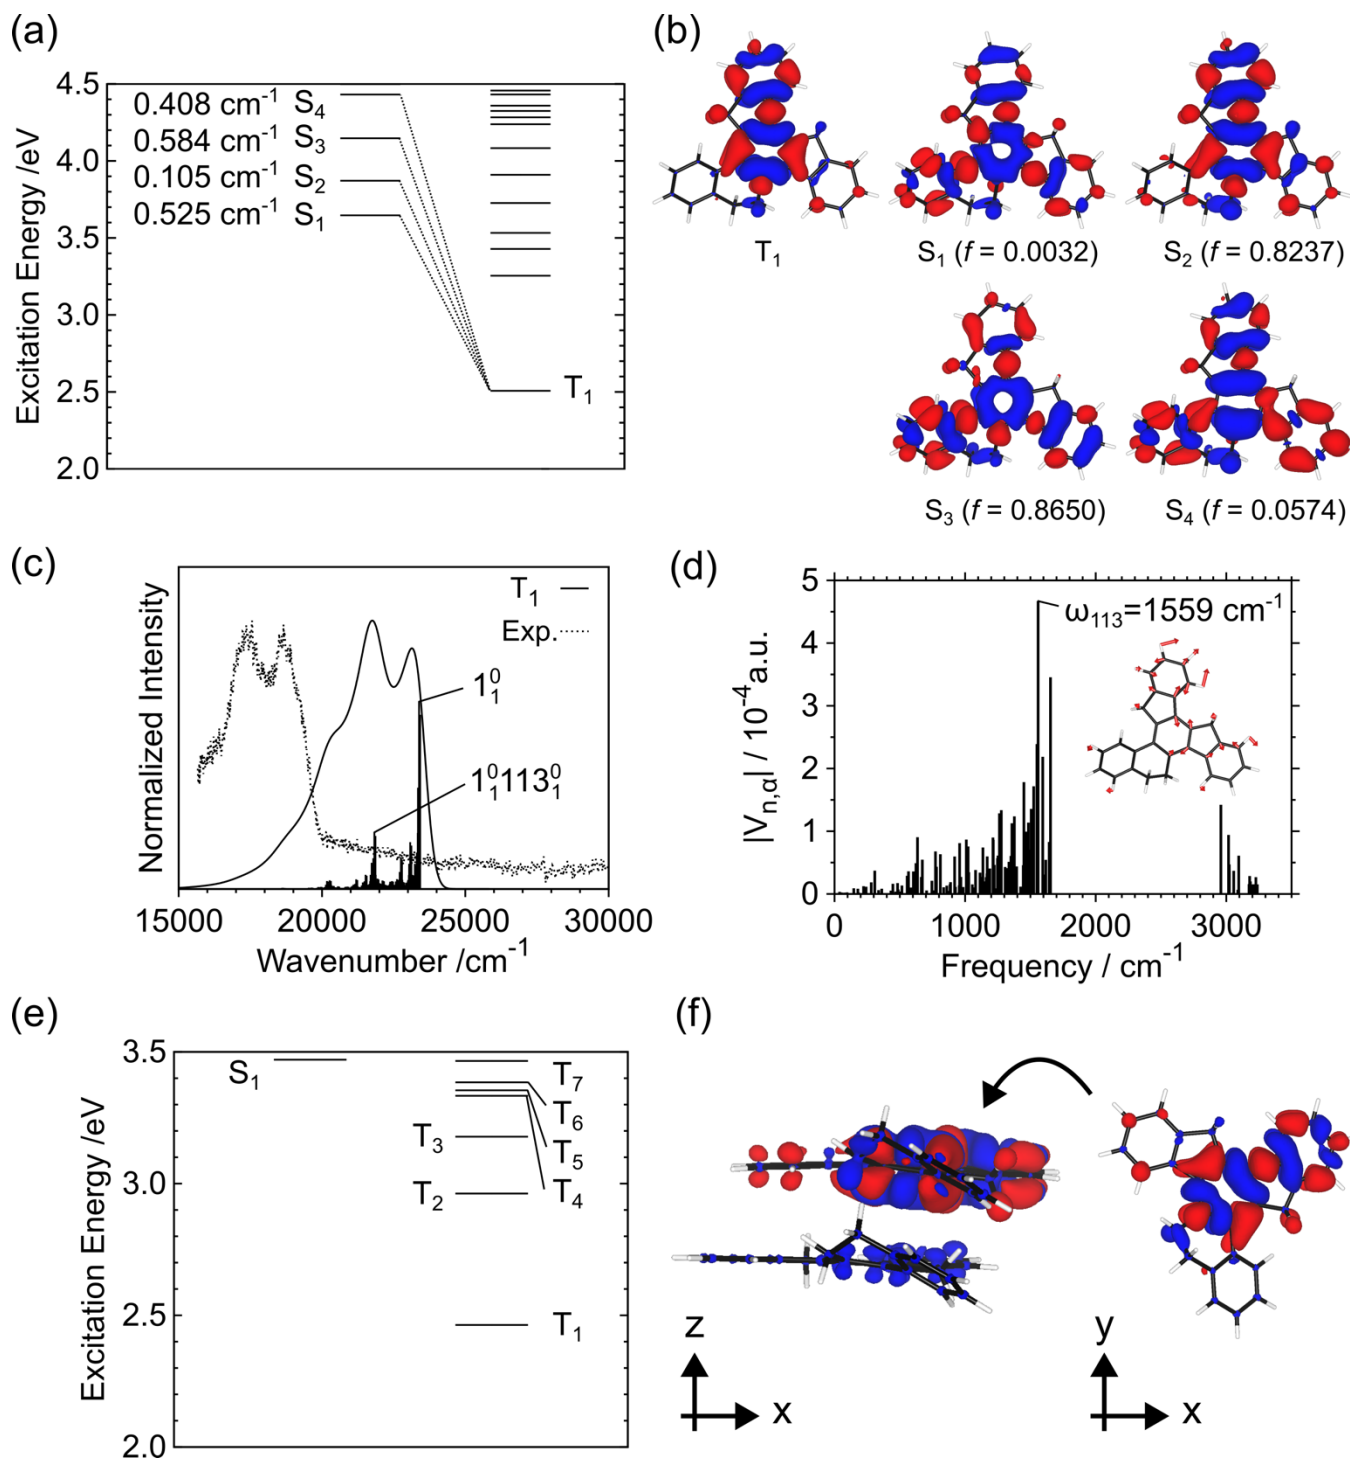 (a)
Excitation Energy /eV
4.5
4.0
3.5
3.0
2.5
2.0
0.408 cm⁻¹ S₄
0.584 cm⁻¹ S₃
0.105 cm⁻¹ S₂
0.525 cm⁻¹ S₁
T₁
(b)
T₁
S₁ (f = 0.0032)
S₂ (f = 0.8237)
S₃ (f = 0.8650)
S₄ (f = 0.0574)
(c)
Normalized Intensity
T₁
Exp.
1₁⁰
1₁⁰113₁⁰
15000 20000 25000 30000
Wavenumber /cm⁻¹
(d)
|Vₙ,α| / 10⁻⁴a.u.
5
4
3
2
1
0
ω₁₁₃=1559 cm⁻¹
0 1000 2000 3000
Frequency / cm⁻¹
(e)
Excitation Energy /eV
3.5
3.0
2.5
2.0
S₁
T₇
T₆
T₅
T₄
T₃
T₂
T₁
(f)
z
x
y
x